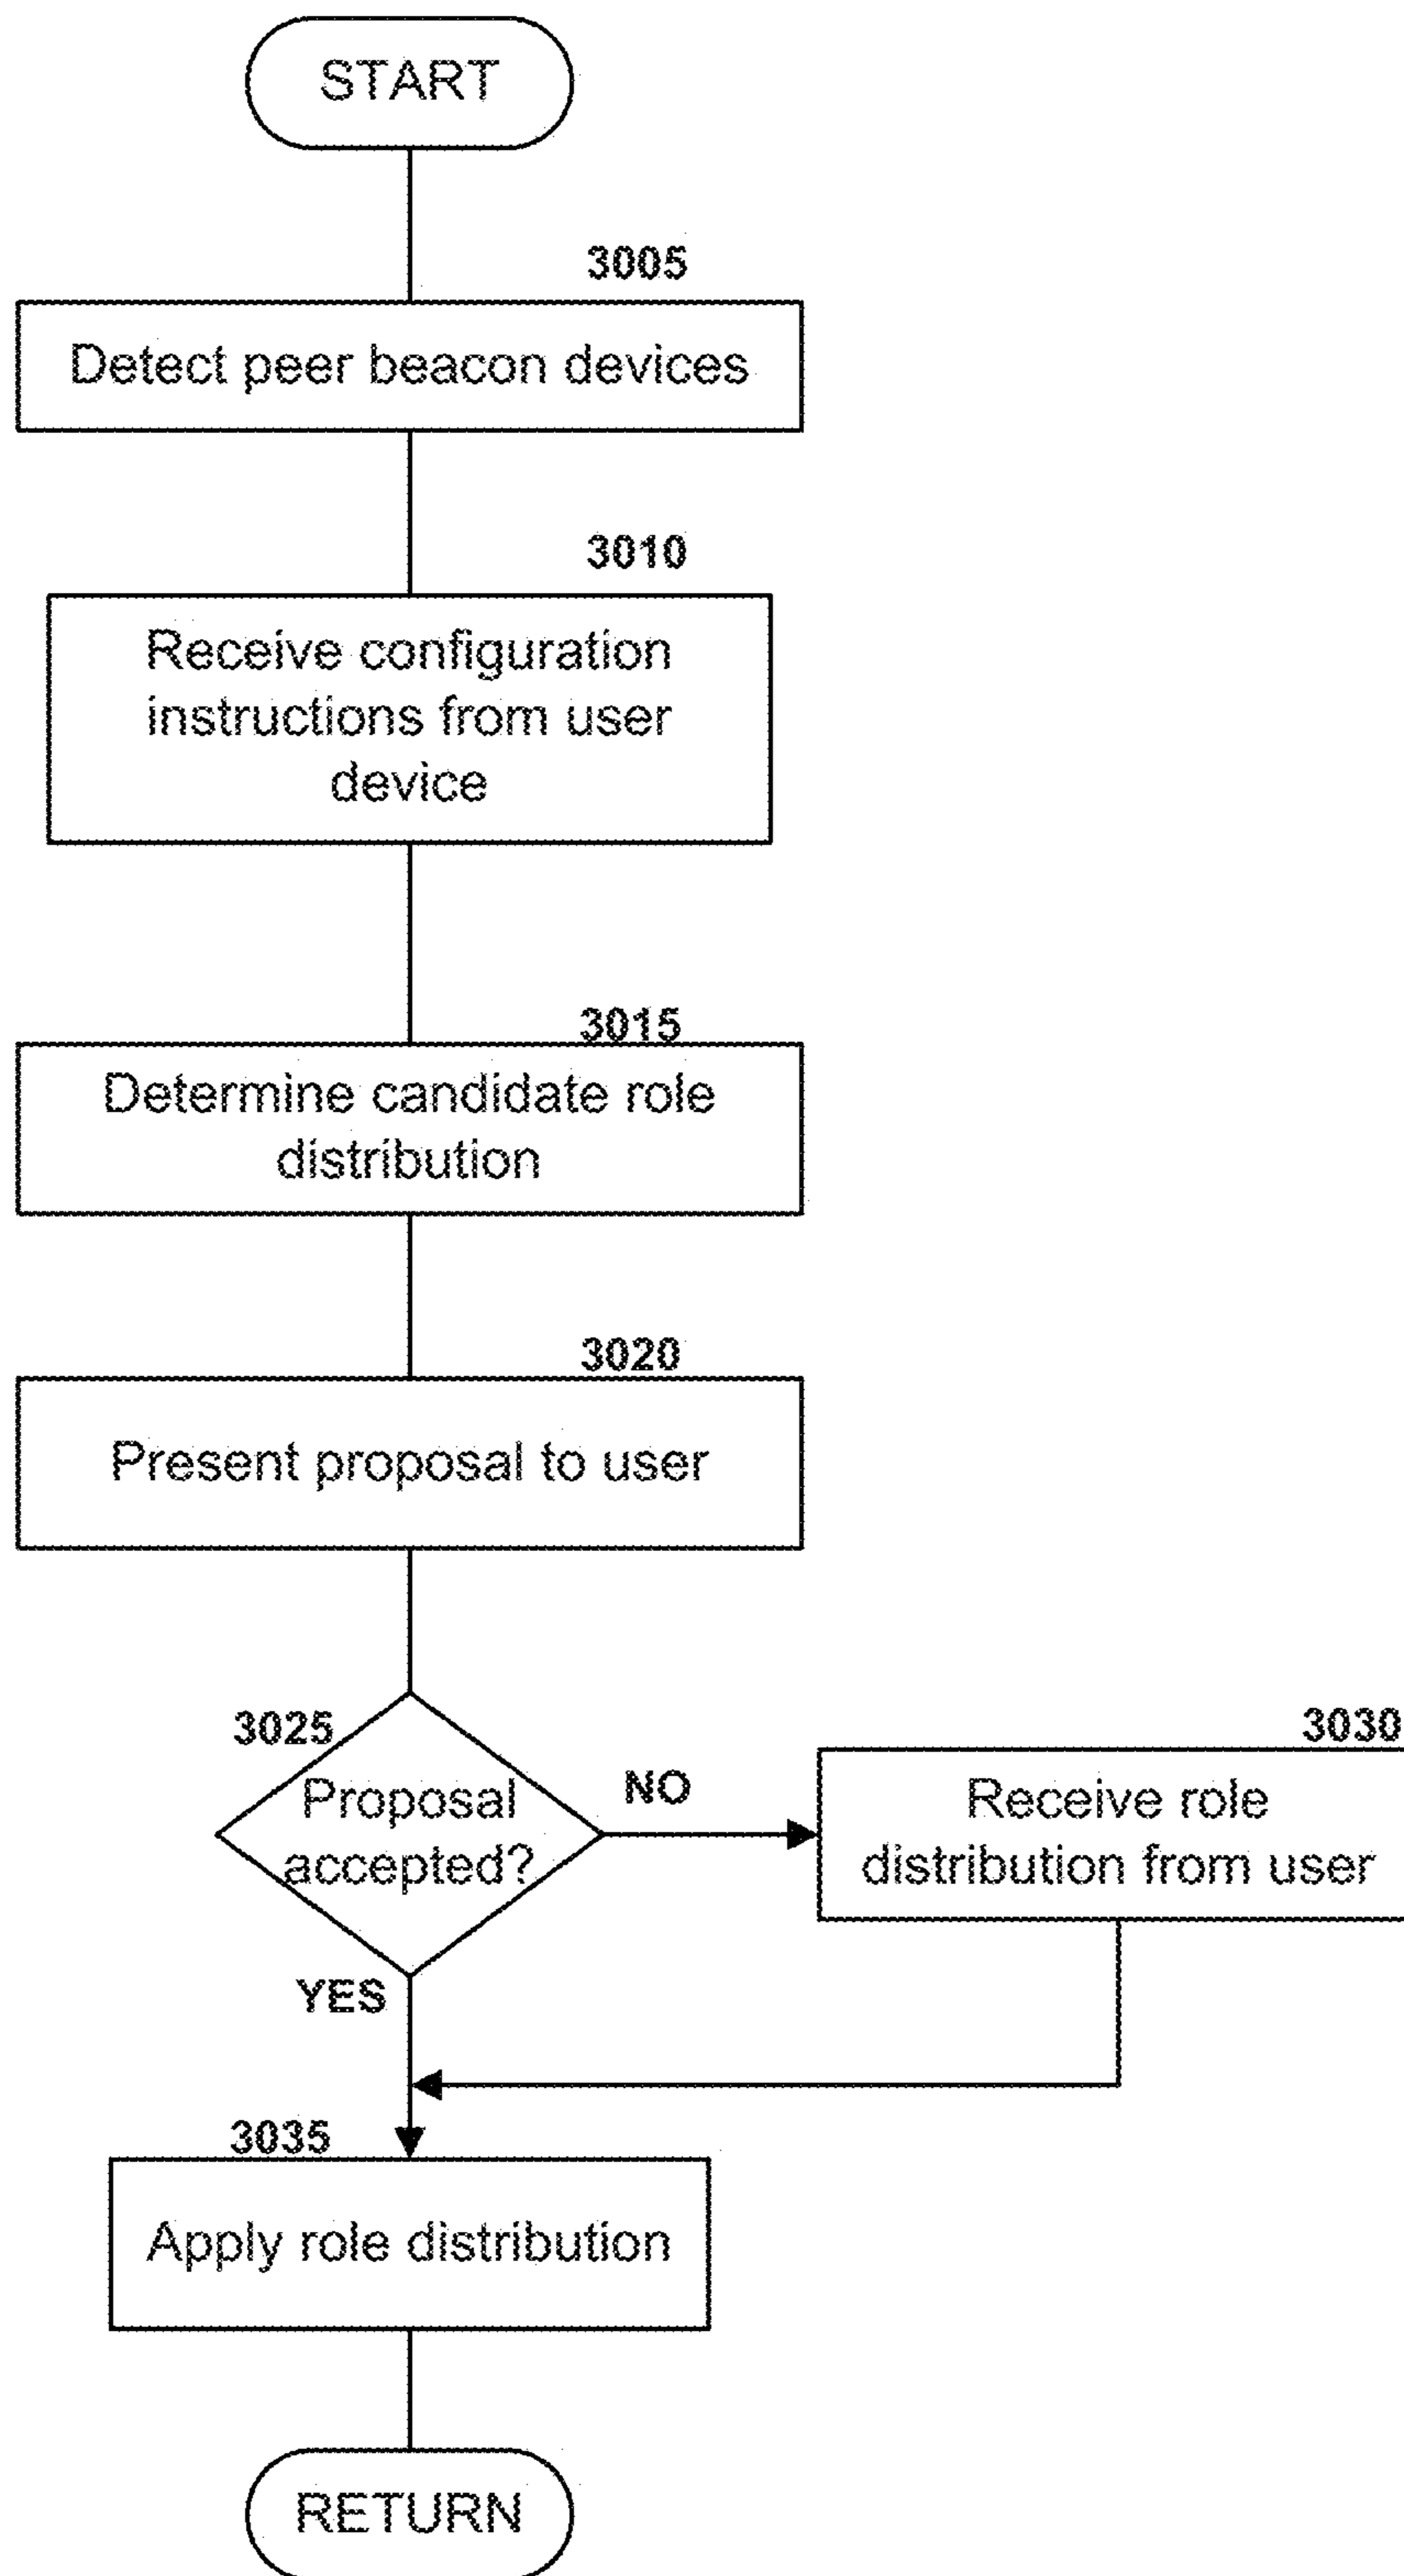 START
3005
Detect peer beacon devices
3010
Receive configuration
instructions from user
device
3015
Determine candidate role
distribution
3020
Present proposal to user
3025
Proposal
accepted?
NO
3030
Receive role
distribution from user
YES
3035
Apply role distribution
RETURN